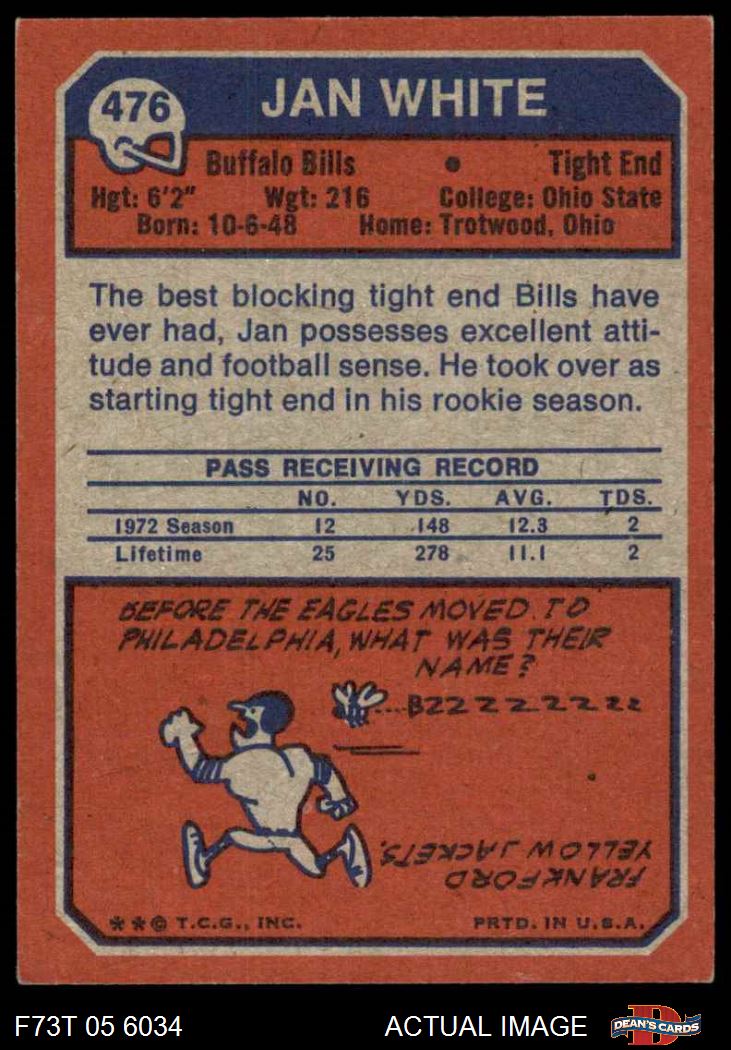 476
JAN WHITE
Buffalo Bills • Tight End
Hgt: 6'2" Wgt: 216 College: Ohio State
Born: 10-6-48 Home: Trotwood, Ohio
The best blocking tight end Bills have
ever had, Jan possesses excellent atti-
tude and football sense. He took over as
starting tight end in his rookie season.
PASS RECEIVING RECORD
NO. YDS. AVG. TDS.
1972 Season 12 148 12.3 2
Lifetime 25 278 11.1 2
BEFORE THE EAGLES MOVED TO
PHILADELPHIA, WHAT WAS THEIR
NAME?
...BZZZZZZZZ
FRANKFORD
YELLOW JACKETS.
**© T.C.G., INC. PRTD. IN U.S.A.
F73T 05 6034 ACTUAL IMAGE D
DEAN'S CARDS